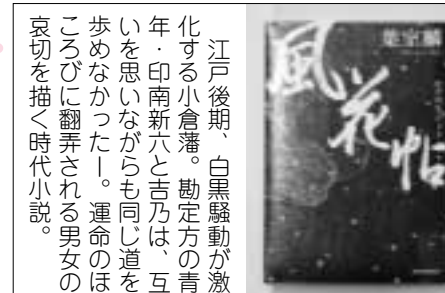 江戸後期、白黒騒動が激
化する小倉藩。勘定方の青
年・印南新六と吉乃は、互
いを思いながらも同じ道を
歩めなかったー。運命のほ
ころびに翻弄される男女の
哀切を描く時代小説。
葉室麟
風花帖